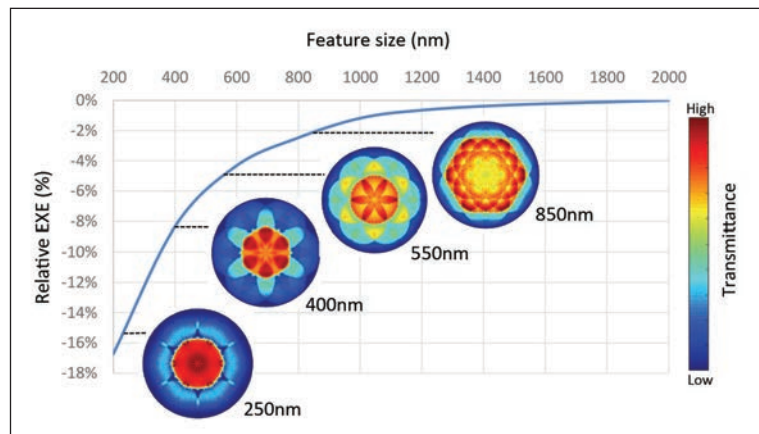 Feature size (nm)
200 400 600 800 1000 1200 1400 1600 1800 2000
0%
-2%
-4%
-6%
-8%
-10%
-12%
-14%
-16%
-18%
Relative EXE (%)
250nm
400nm
550nm
850nm
High
Transmittance
Low